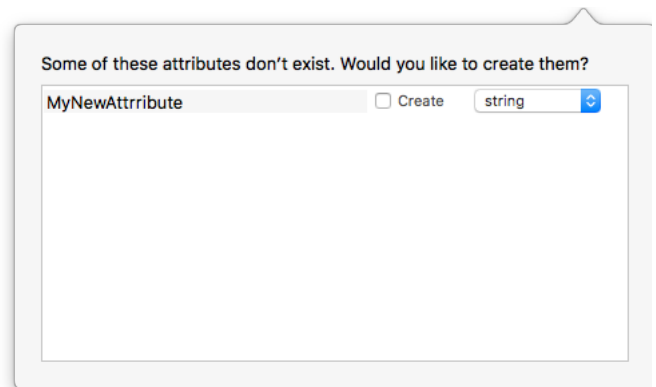 Some of these attributes don't exist. Would you like to create them?
MyNewAttrribute Create string